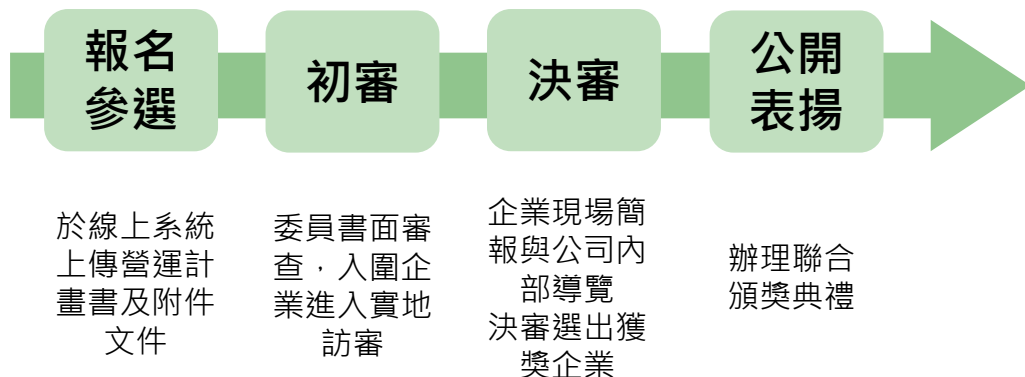 報名
參選
初審
決審
公開
表揚
於線上系統
上傳營運計
畫書及附件
文件
委員書面審
查，入圍企
業進入實地
訪審
企業現場簡
報與公司內
部導覽
決審選出獲
獎企業
辦理聯合
頒獎典禮